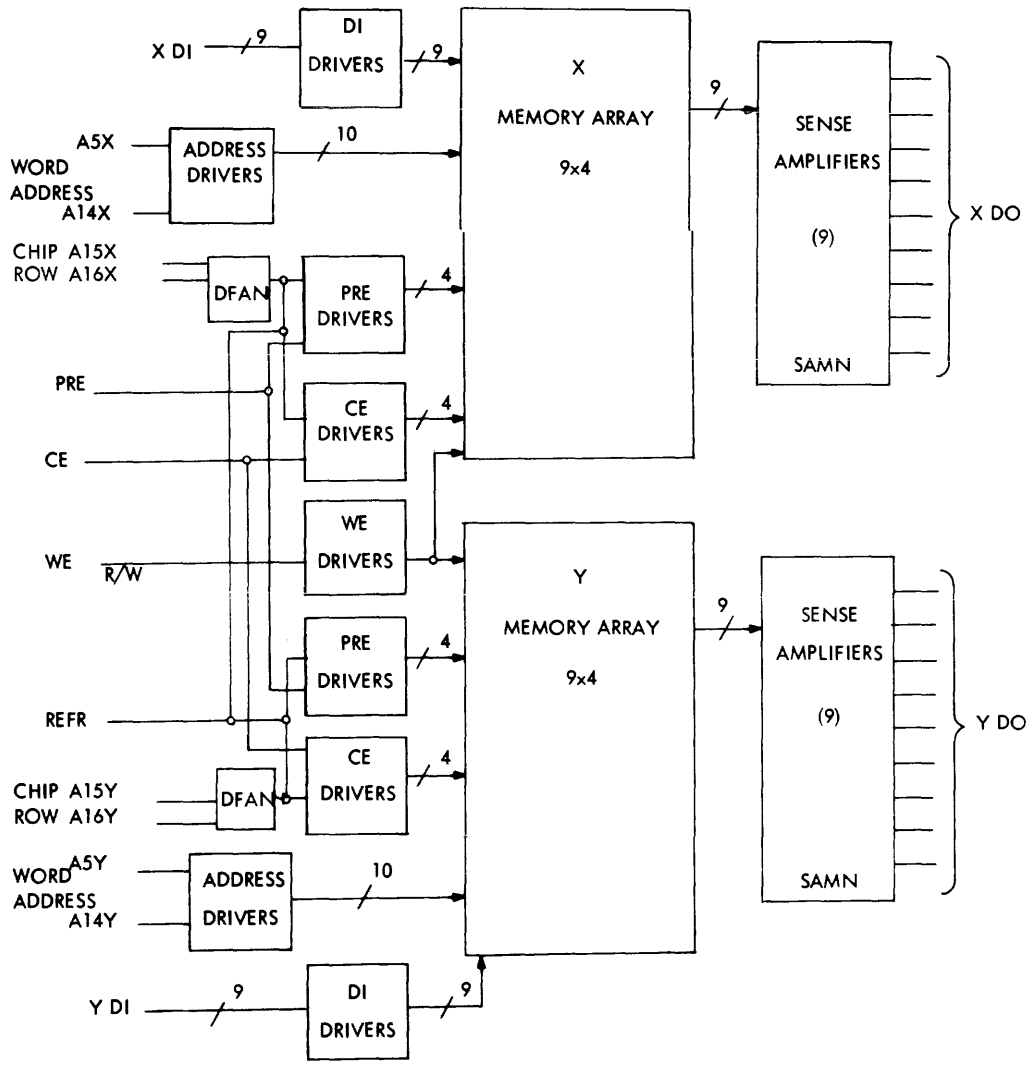 X DI
9
DI
DRIVERS
9
X
MEMORY ARRAY
9x4
9
SENSE
AMPLIFIERS
(9)
SAMN
X DO
A5X
WORD
ADDRESS
A14X
ADDRESS
DRIVERS
10
CHIP A15X
ROW A16X
DFAN
PRE
DRIVERS
4
PRE
CE
DRIVERS
4
CE
WE
DRIVERS
WE
R/W
Y
MEMORY ARRAY
9x4
9
SENSE
AMPLIFIERS
(9)
SAMN
Y DO
PRE
DRIVERS
4
REFR
CE
DRIVERS
4
CHIP A15Y
ROW A16Y
DFAN
A5Y
WORD
ADDRESS
A14Y
ADDRESS
DRIVERS
10
Y DI
9
DI
DRIVERS
9